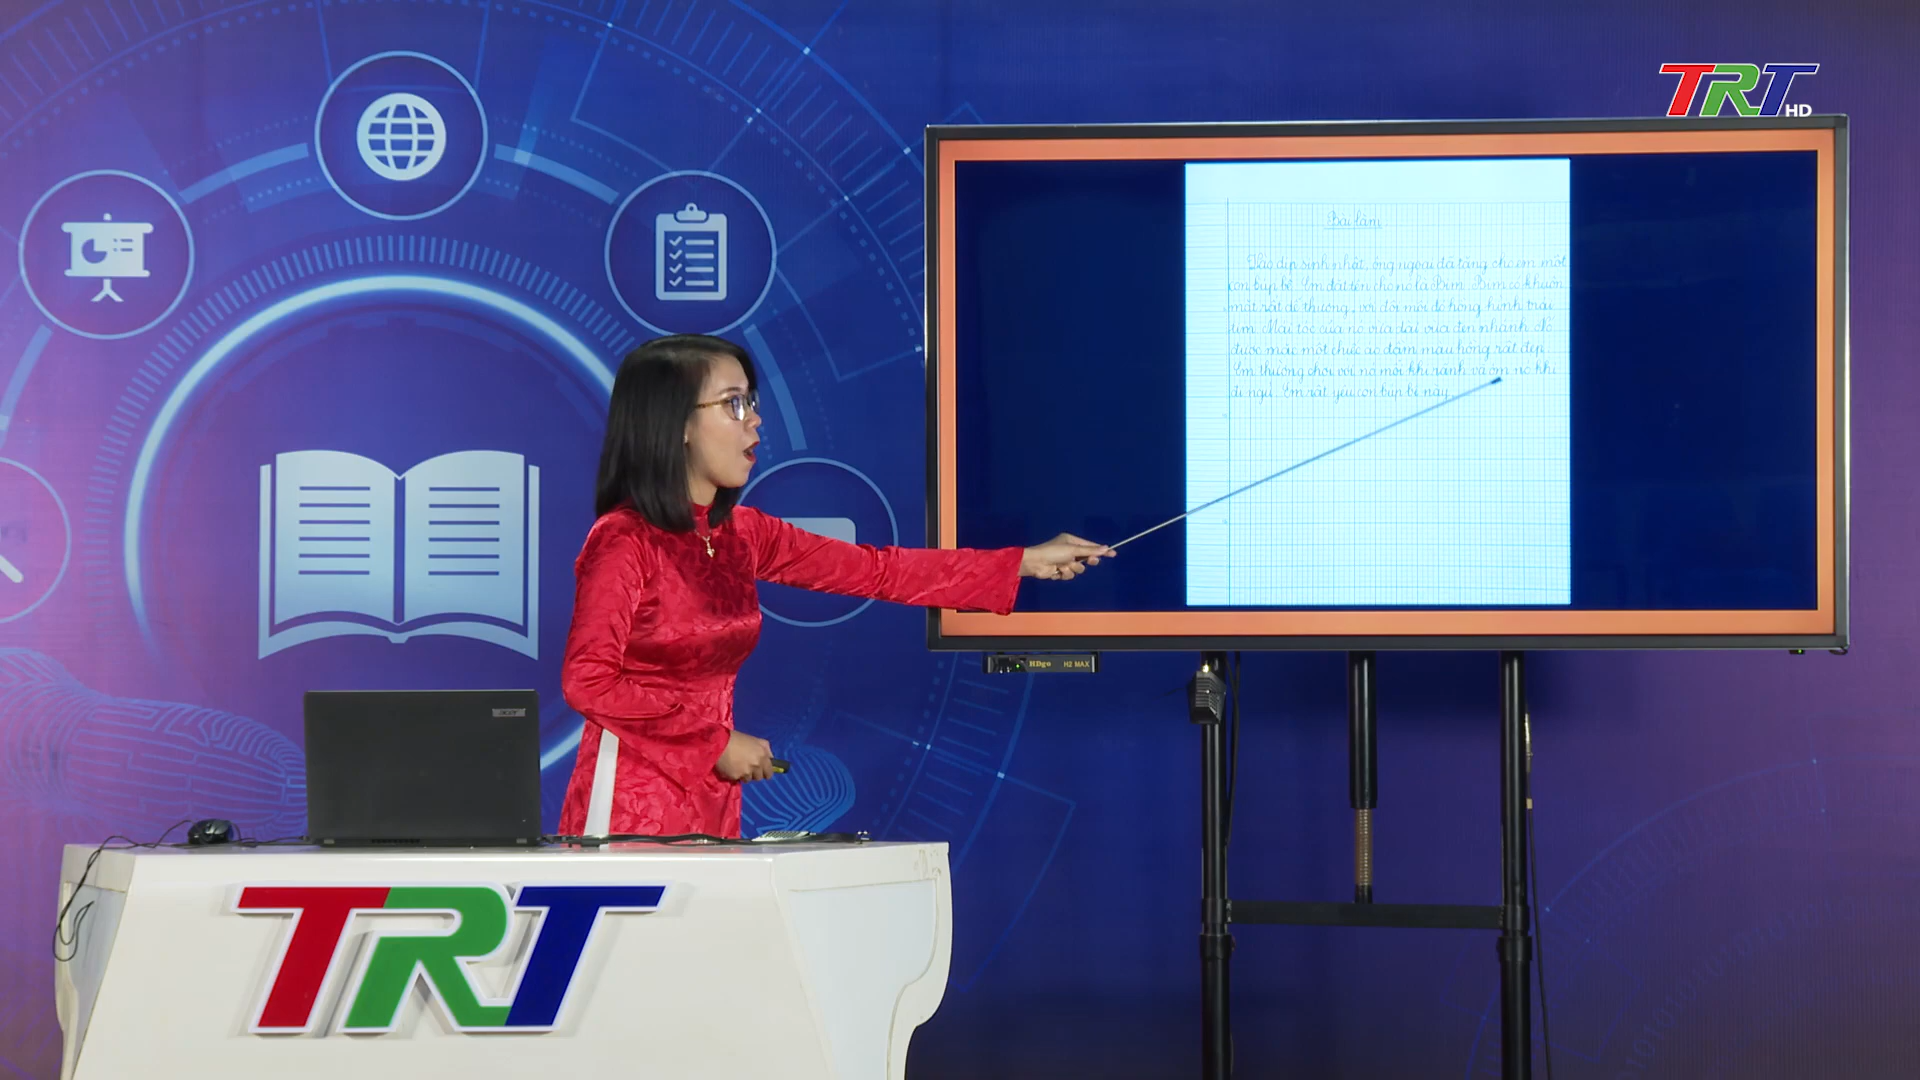 TRT HD
Bài làm
Vào dịp sinh nhật, ông ngoại đã tặng cho em một
con búp bê. Em đặt tên cho nó là Bim. Bim có khuôn
mặt rất dễ thương, với đôi môi đỏ hồng hình trái
tim. Mái tóc của nó vừa dài vừa đen nhánh. Nó
được mặc một chiếc áo đầm màu hồng rất đẹp.
Em thường chơi với nó mỗi khi rảnh và ôm nó khi
đi ngủ. Em rất yêu con búp bê này.
HDgo H2 MAX
acer
TRT